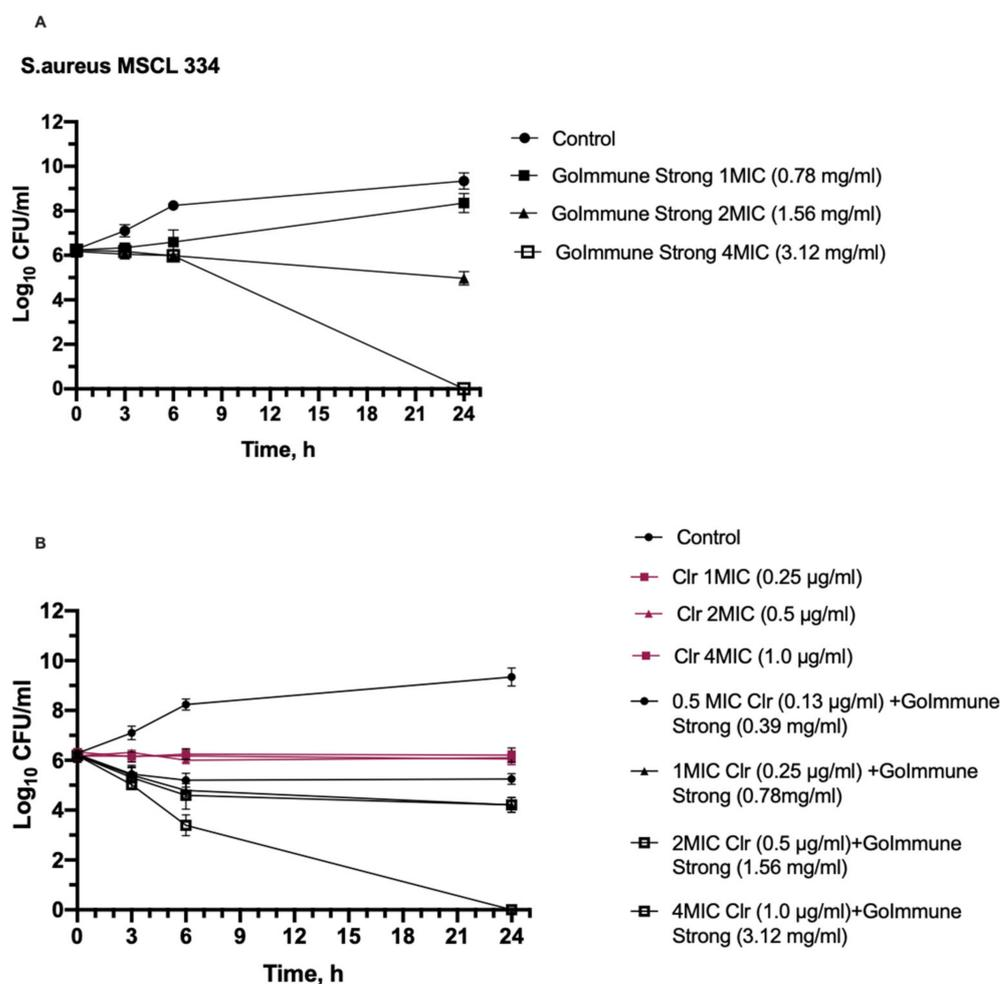 A
S.aureus MSCL 334
12
10
8
6
4
2
0
Log10 CFU/ml
0 3 6 9 12 15 18 21 24
Time, h
Control
GoImmune Strong 1MIC (0.78 mg/ml)
GoImmune Strong 2MIC (1.56 mg/ml)
GoImmune Strong 4MIC (3.12 mg/ml)
B
12
10
8
6
4
2
0
Log10 CFU/ml
0 3 6 9 12 15 18 21 24
Time, h
Control
Clr 1MIC (0.25 µg/ml)
Clr 2MIC (0.5 µg/ml)
Clr 4MIC (1.0 µg/ml)
0.5 MIC Clr (0.13 µg/ml) +GoImmune
Strong (0.39 mg/ml)
1MIC Clr (0.25 µg/ml) +GoImmune
Strong (0.78mg/ml)
2MIC Clr (0.5 µg/ml)+GoImmune
Strong (1.56 mg/ml)
4MIC Clr (1.0 µg/ml)+GoImmune
Strong (3.12 mg/ml)